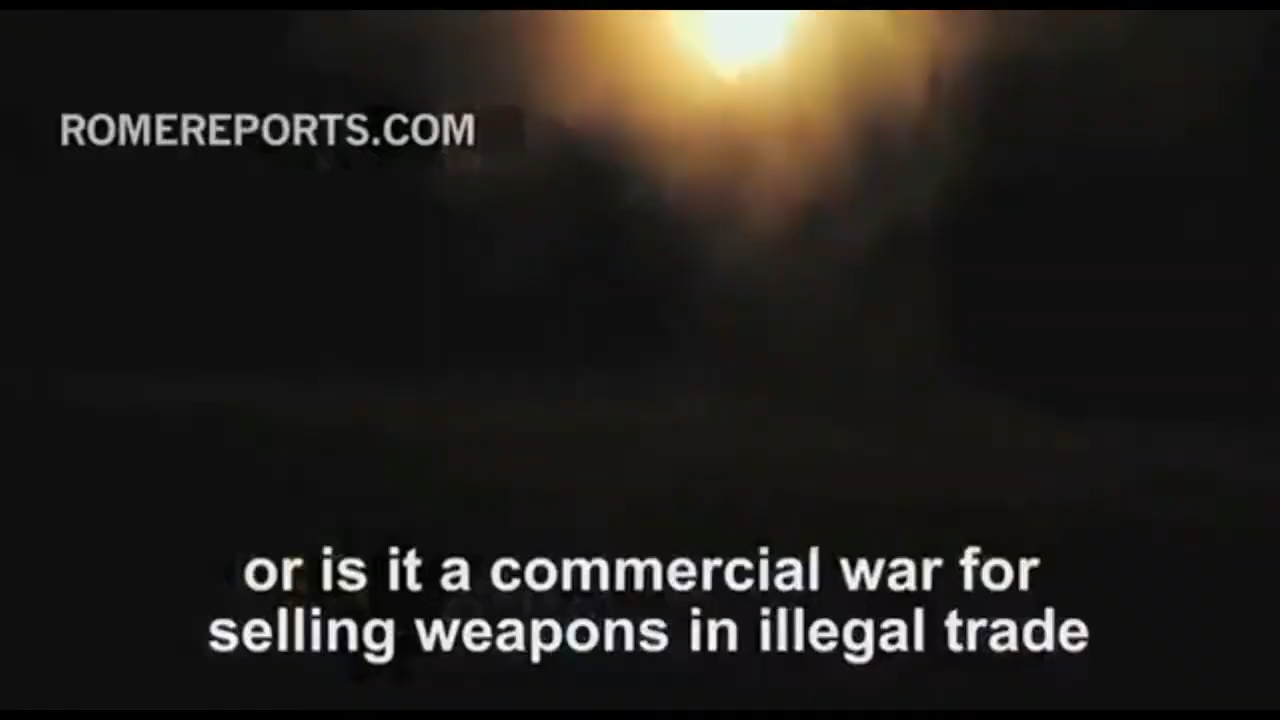 ROMEREPORTS.COM
or is it a commercial war for
selling weapons in illegal trade